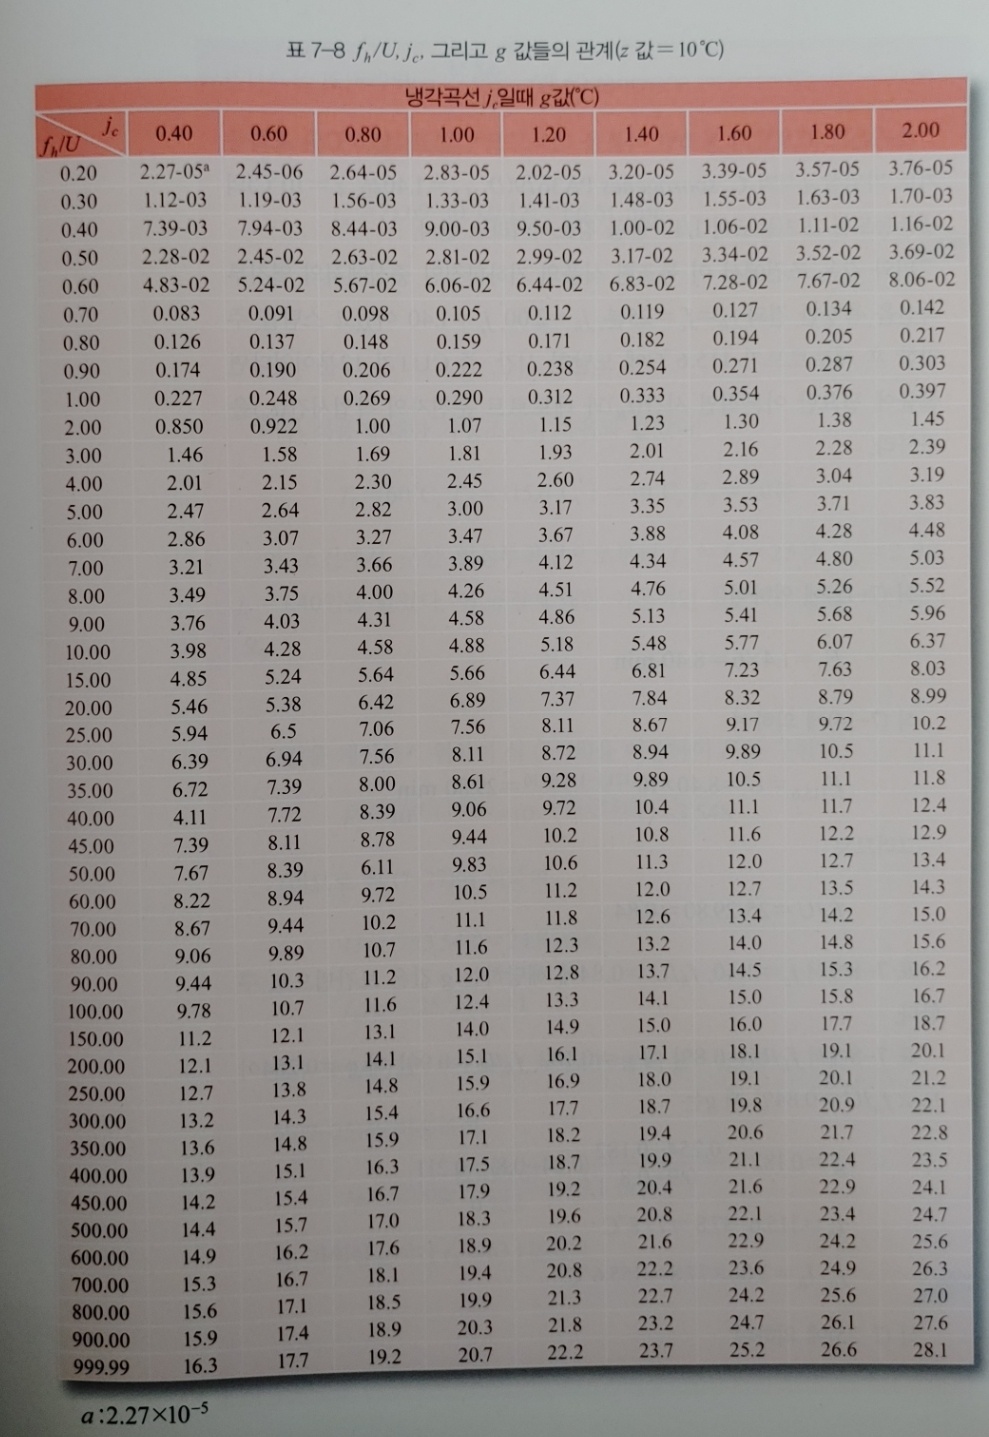 표 7-8 fh/U, jc, 그리고 g 값들의 관계(z 값=10℃)
냉각곡선 jc일때 g값(℃)
fh/U jc 0.40 0.60 0.80 1.00 1.20 1.40 1.60 1.80 2.00
0.20 2.27-05ᵃ 2.45-06 2.64-05 2.83-05 2.02-05 3.20-05 3.39-05 3.57-05 3.76-05
0.30 1.12-03 1.19-03 1.56-03 1.33-03 1.41-03 1.48-03 1.55-03 1.63-03 1.70-03
0.40 7.39-03 7.94-03 8.44-03 9.00-03 9.50-03 1.00-02 1.06-02 1.11-02 1.16-02
0.50 2.28-02 2.45-02 2.63-02 2.81-02 2.99-02 3.17-02 3.34-02 3.52-02 3.69-02
0.60 4.83-02 5.24-02 5.67-02 6.06-02 6.44-02 6.83-02 7.28-02 7.67-02 8.06-02
0.70 0.083 0.091 0.098 0.105 0.112 0.119 0.127 0.134 0.142
0.80 0.126 0.137 0.148 0.159 0.171 0.182 0.194 0.205 0.217
0.90 0.174 0.190 0.206 0.222 0.238 0.254 0.271 0.287 0.303
1.00 0.227 0.248 0.269 0.290 0.312 0.333 0.354 0.376 0.397
2.00 0.850 0.922 1.00 1.07 1.15 1.23 1.30 1.38 1.45
3.00 1.46 1.58 1.69 1.81 1.93 2.01 2.16 2.28 2.39
4.00 2.01 2.15 2.30 2.45 2.60 2.74 2.89 3.04 3.19
5.00 2.47 2.64 2.82 3.00 3.17 3.35 3.53 3.71 3.83
6.00 2.86 3.07 3.27 3.47 3.67 3.88 4.08 4.28 4.48
7.00 3.21 3.43 3.66 3.89 4.12 4.34 4.57 4.80 5.03
8.00 3.49 3.75 4.00 4.26 4.51 4.76 5.01 5.26 5.52
9.00 3.76 4.03 4.31 4.58 4.86 5.13 5.41 5.68 5.96
10.00 3.98 4.28 4.58 4.88 5.18 5.48 5.77 6.07 6.37
15.00 4.85 5.24 5.64 5.66 6.44 6.81 7.23 7.63 8.03
20.00 5.46 5.38 6.42 6.89 7.37 7.84 8.32 8.79 8.99
25.00 5.94 6.5 7.06 7.56 8.11 8.67 9.17 9.72 10.2
30.00 6.39 6.94 7.56 8.11 8.72 8.94 9.89 10.5 11.1
35.00 6.72 7.39 8.00 8.61 9.28 9.89 10.5 11.1 11.8
40.00 4.11 7.72 8.39 9.06 9.72 10.4 11.1 11.7 12.4
45.00 7.39 8.11 8.78 9.44 10.2 10.8 11.6 12.2 12.9
50.00 7.67 8.39 6.11 9.83 10.6 11.3 12.0 12.7 13.4
60.00 8.22 8.94 9.72 10.5 11.2 12.0 12.7 13.5 14.3
70.00 8.67 9.44 10.2 11.1 11.8 12.6 13.4 14.2 15.0
80.00 9.06 9.89 10.7 11.6 12.3 13.2 14.0 14.8 15.6
90.00 9.44 10.3 11.2 12.0 12.8 13.7 14.5 15.3 16.2
100.00 9.78 10.7 11.6 12.4 13.3 14.1 15.0 15.8 16.7
150.00 11.2 12.1 13.1 14.0 14.9 15.0 16.0 17.7 18.7
200.00 12.1 13.1 14.1 15.1 16.1 17.1 18.1 19.1 20.1
250.00 12.7 13.8 14.8 15.9 16.9 18.0 19.1 20.1 21.2
300.00 13.2 14.3 15.4 16.6 17.7 18.7 19.8 20.9 22.1
350.00 13.6 14.8 15.9 17.1 18.2 19.4 20.6 21.7 22.8
400.00 13.9 15.1 16.3 17.5 18.7 19.9 21.1 22.4 23.5
450.00 14.2 15.4 16.7 17.9 19.2 20.4 21.6 22.9 24.1
500.00 14.4 15.7 17.0 18.3 19.6 20.8 22.1 23.4 24.7
600.00 14.9 16.2 17.6 18.9 20.2 21.6 22.9 24.2 25.6
700.00 15.3 16.7 18.1 19.4 20.8 22.2 23.6 24.9 26.3
800.00 15.6 17.1 18.5 19.9 21.3 22.7 24.2 25.6 27.0
900.00 15.9 17.4 18.9 20.3 21.8 23.2 24.7 26.1 27.6
999.99 16.3 17.7 19.2 20.7 22.2 23.7 25.2 26.6 28.1
a:2.27×10⁻⁵